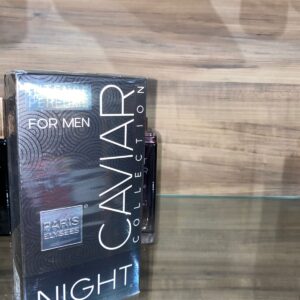 FOR MEN
CAVIAR
COLLECTION
PARIS
ELYSEES
NIGHT